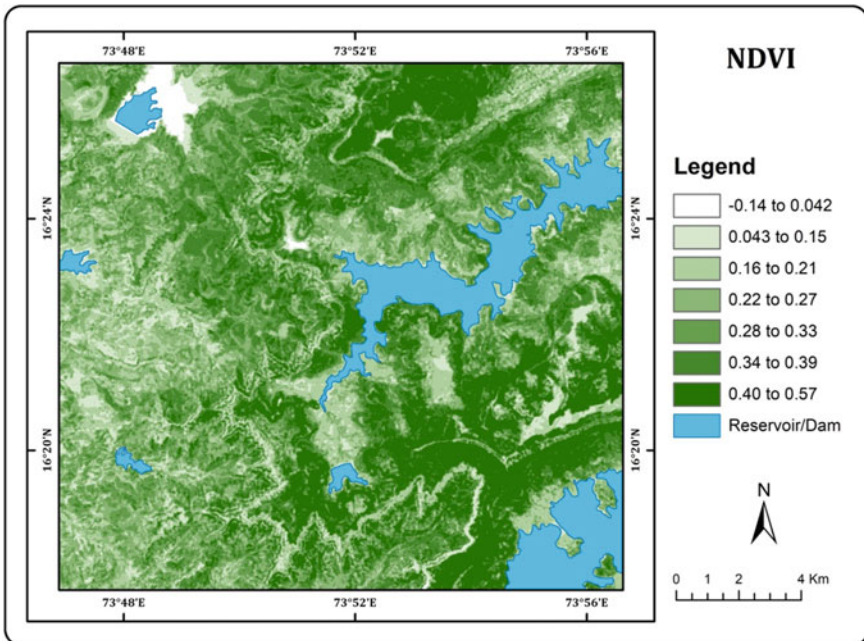 73°48'E 73°52'E 73°56'E
NDVI
Legend
-0.14 to 0.042
0.043 to 0.15
0.16 to 0.21
0.22 to 0.27
0.28 to 0.33
0.34 to 0.39
0.40 to 0.57
Reservoir/Dam
16°24'N 16°24'N
16°20'N 16°20'N
N
0 1 2 4 Km
73°48'E 73°52'E 73°56'E